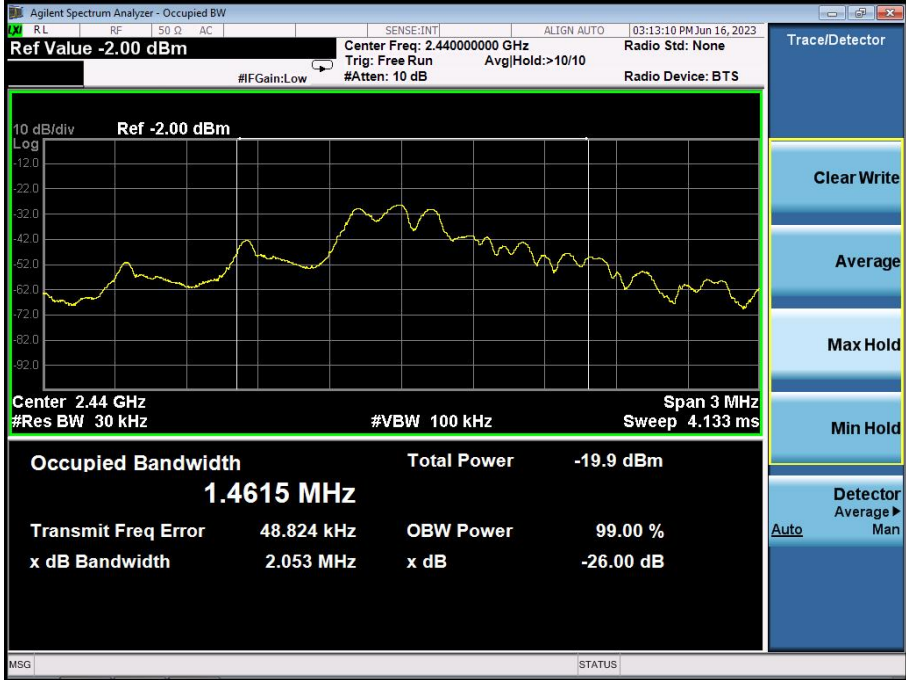 Agilent Spectrum Analyzer - Occupied BW
LXI RL RF 50 Ω AC SENSE:INT ALIGN AUTO 03:13:10 PM Jun 16, 2023
Ref Value -2.00 dBm
Center Freq: 2.440000000 GHz
Radio Std: None
Trig: Free Run Avg|Hold:>10/10
#IFGain:Low #Atten: 10 dB Radio Device: BTS
10 dB/div Ref -2.00 dBm
Log
-12.0
-22.0
-32.0
-42.0
-52.0
-62.0
-72.0
-82.0
-92.0
Center 2.44 GHz Span 3 MHz
#Res BW 30 kHz #VBW 100 kHz Sweep 4.133 ms
Occupied Bandwidth Total Power -19.9 dBm
1.4615 MHz
Transmit Freq Error 48.824 kHz OBW Power 99.00 %
x dB Bandwidth 2.053 MHz x dB -26.00 dB
MSG STATUS
Trace/Detector
Clear Write
Average
Max Hold
Min Hold
Detector
Average
Auto Man